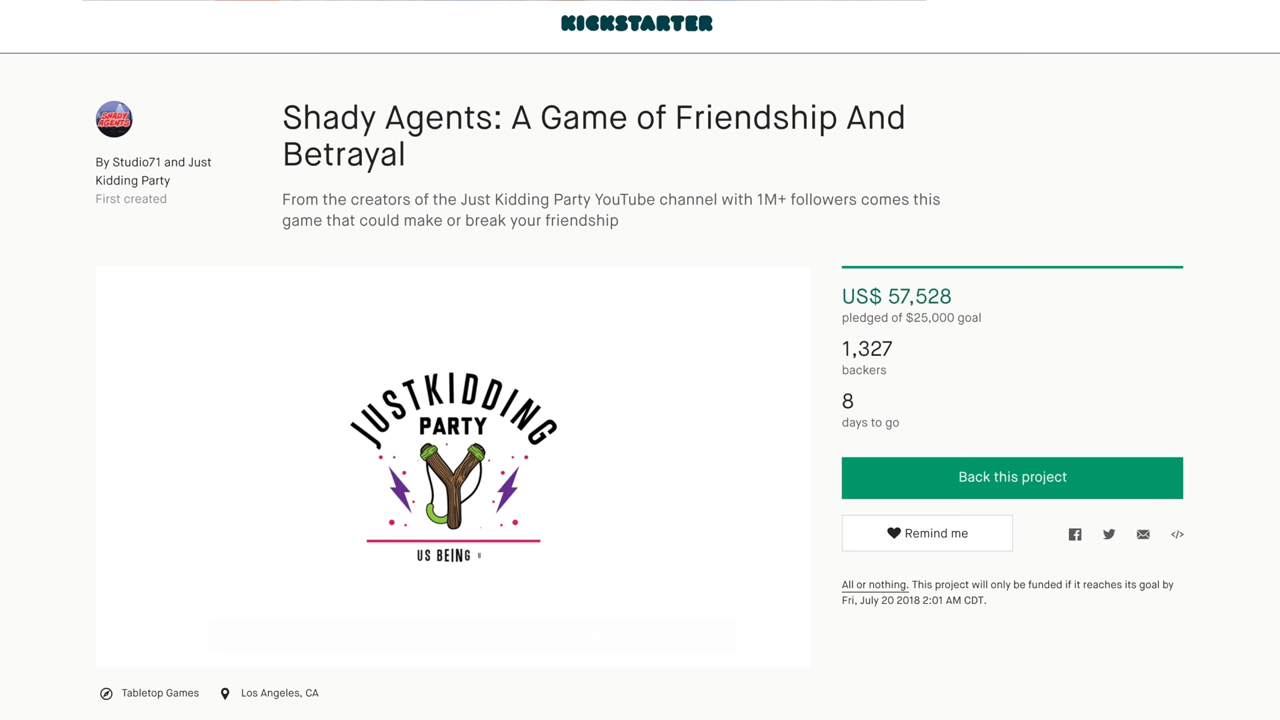 KICKSTARTER
SHADY
AGENTS
By Studio71 and Just
Kidding Party
First created
Shady Agents: A Game of Friendship And
Betrayal
From the creators of the Just Kidding Party YouTube channel with 1M+ followers comes this
game that could make or break your friendship
JUSTKIDDING
PARTY
US BEING
US$ 57,528
pledged of $25,000 goal
1,327
backers
8
days to go
Back this project
Remind me
</>
All or nothing. This project will only be funded if it reaches its goal by
Fri, July 20 2018 2:01 AM CDT.
Tabletop Games
Los Angeles, CA